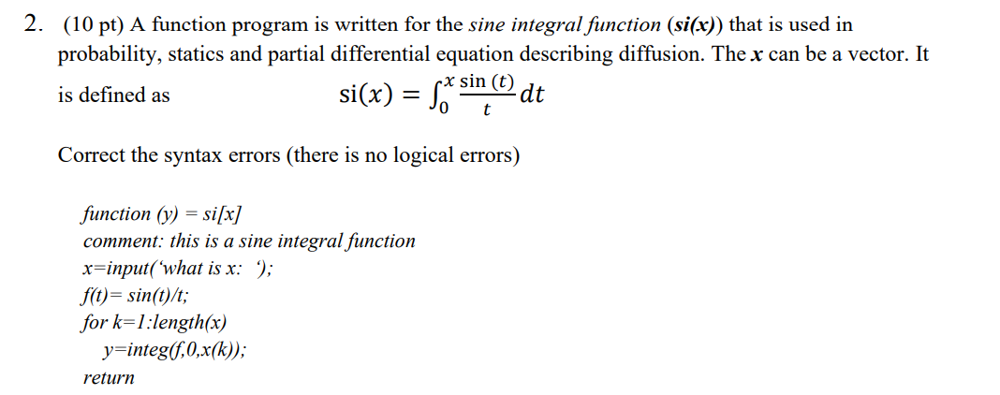 2. (10 pt) A function program is written for the sine integral function (si(x)) that is used in
probability, statics and partial differential equation describing diffusion. The x can be a vector. It
is defined as si(x) = ∫₀ˣ sin (t)/t dt
Correct the syntax errors (there is no logical errors)
function (y) = si[x]
comment: this is a sine integral function
x=input(‘what is x: ‘);
f(t)= sin(t)/t;
for k=1:length(x)
y=integ(f,0,x(k));
return